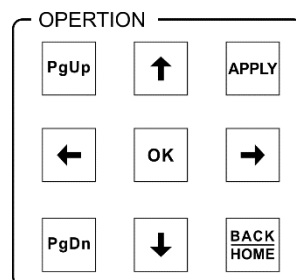 OPERTION
PgUp
↑
APPLY
←
OK
→
PgDn
↓
BACK
HOME